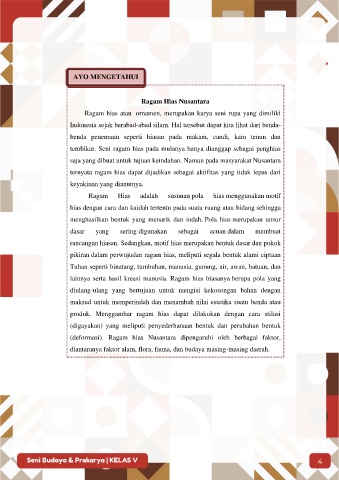 AYO MENGETAHUI
Ragam Hias Nusantara
Ragam hias atau ornamen, merupakan karya seni rupa yang dimiliki
Indonesia sejak berabad-abad silam. Hal tersebut dapat kita lihat dari benda-
benda penemuan seperti hiasan pada makam, candi, kain tenun dan
tembikar. Seni ragam hias pada mulanya hanya dianggap sebagai penghias
saja yang dibuat untuk tujuan keindahan. Namun pada masyarakat Nusantara
ternyata ragam hias dapat dijadikan sebagai aktifitas yang tidak lepas dari
keyakinan yang dianutnya.
Ragam Hias adalah susunan pola hias menggunakan motif
hias dengan cara dan kaidah tertentu pada suatu ruang atau bidang sehingga
menghasilkan bentuk yang menarik dan indah. Pola hias merupakan unsur
dasar yang sering digunakan sebagai acuan dalam membuat
rancangan hiasan. Sedangkan, motif hias merupakan bentuk dasar dan pokok
pikiran dalam perwujudan ragam hias, meliputi segala bentuk alami ciptaan
Tuhan seperti binatang, tumbuhan, manusia, gunung, air, awan, batuan, dan
lainnya serta hasil kreasi manusia. Ragam hias biasanya berupa pola yang
diulang-ulang yang bertujuan untuk mengisi kekosongan bahan dengan
maksud untuk memperindah dan menambah nilai estetika suatu benda atau
produk. Menggambar ragam hias dapat dilakukan dengan cara stilasi
(digayakan) yang meliputi penyederhanaan bentuk dan perubahan bentuk
(deformasi). Ragam hias Nusantara dipengaruhi oleh berbagai faktor,
diantaranya faktor alam, flora, fauna, dan budaya masing-masing daerah.
Seni Budaya & Prakarya | KELAS V
4